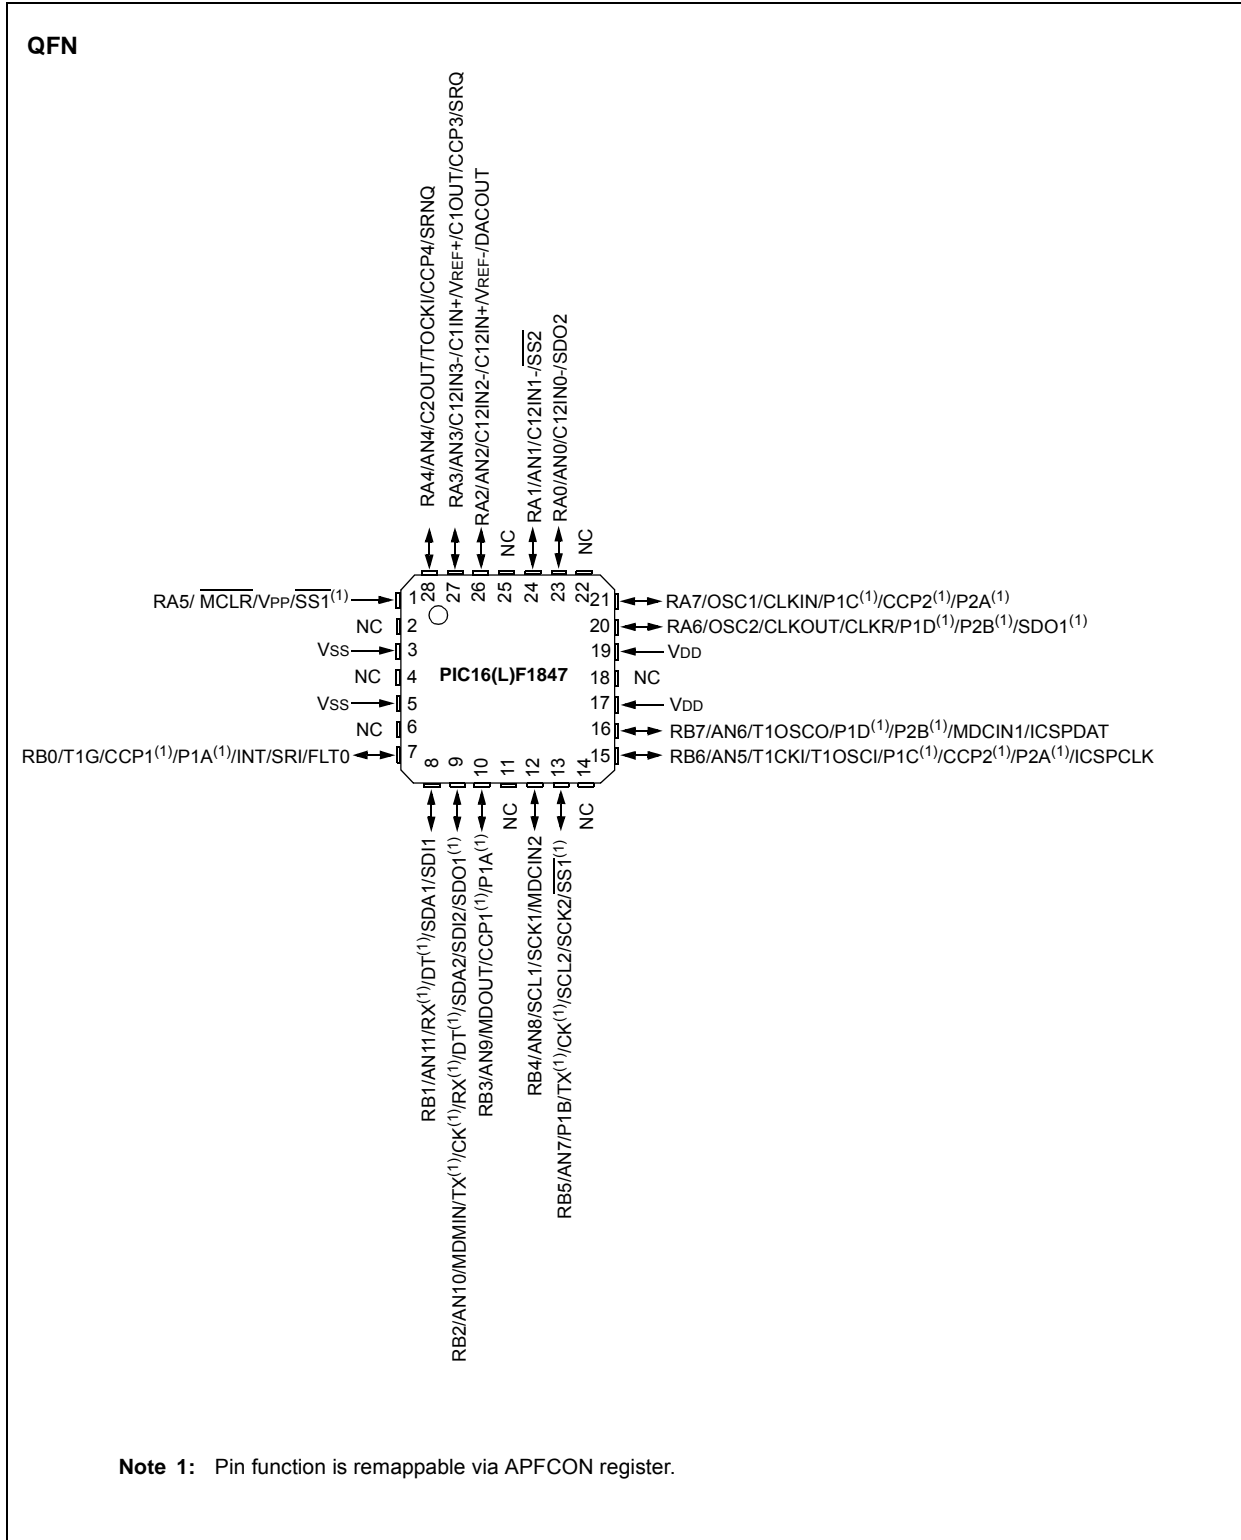 QFN
RA4/AN4/C2OUT/TOCKI/CCP4/SRNQ
RA3/AN3/C12IN3-/C1IN+/VREF+/C1OUT/CCP3/SRQ
RA2/AN2/C12IN2-/C12IN+/VREF-/DACOUT
NC
RA1/AN1/C12IN1-/SS2
RA0/AN0/C12IN0-/SDO2
NC
28 27 26 25 24 23 22
RA5/ MCLR/VPP/SS1(1) 1
NC 2
VSS 3
NC 4
VSS 5
NC 6
RB0/T1G/CCP1(1)/P1A(1)/INT/SRI/FLT0 7
PIC16(L)F1847
21 RA7/OSC1/CLKIN/P1C(1)/CCP2(1)/P2A(1)
20 RA6/OSC2/CLKOUT/CLKR/P1D(1)/P2B(1)/SDO1(1)
19 VDD
18 NC
17 VDD
16 RB7/AN6/T1OSCO/P1D(1)/P2B(1)/MDCIN1/ICSPDAT
15 RB6/AN5/T1CKI/T1OSCI/P1C(1)/CCP2(1)/P2A(1)/ICSPCLK
8 9 10 11 12 13 14
RB1/AN11/RX(1)/DT(1)/SDA1/SDI1
RB2/AN10/MDMIN/TX(1)/CK(1)/RX(1)/DT(1)/SDA2/SDI2/SDO1(1)
RB3/AN9/MDOUT/CCP1(1)/P1A(1)
NC
RB4/AN8/SCL1/SCK1/MDCIN2
RB5/AN7/P1B/TX(1)/CK(1)/SCL2/SCK2/SS1(1)
NC
Note 1: Pin function is remappable via APFCON register.